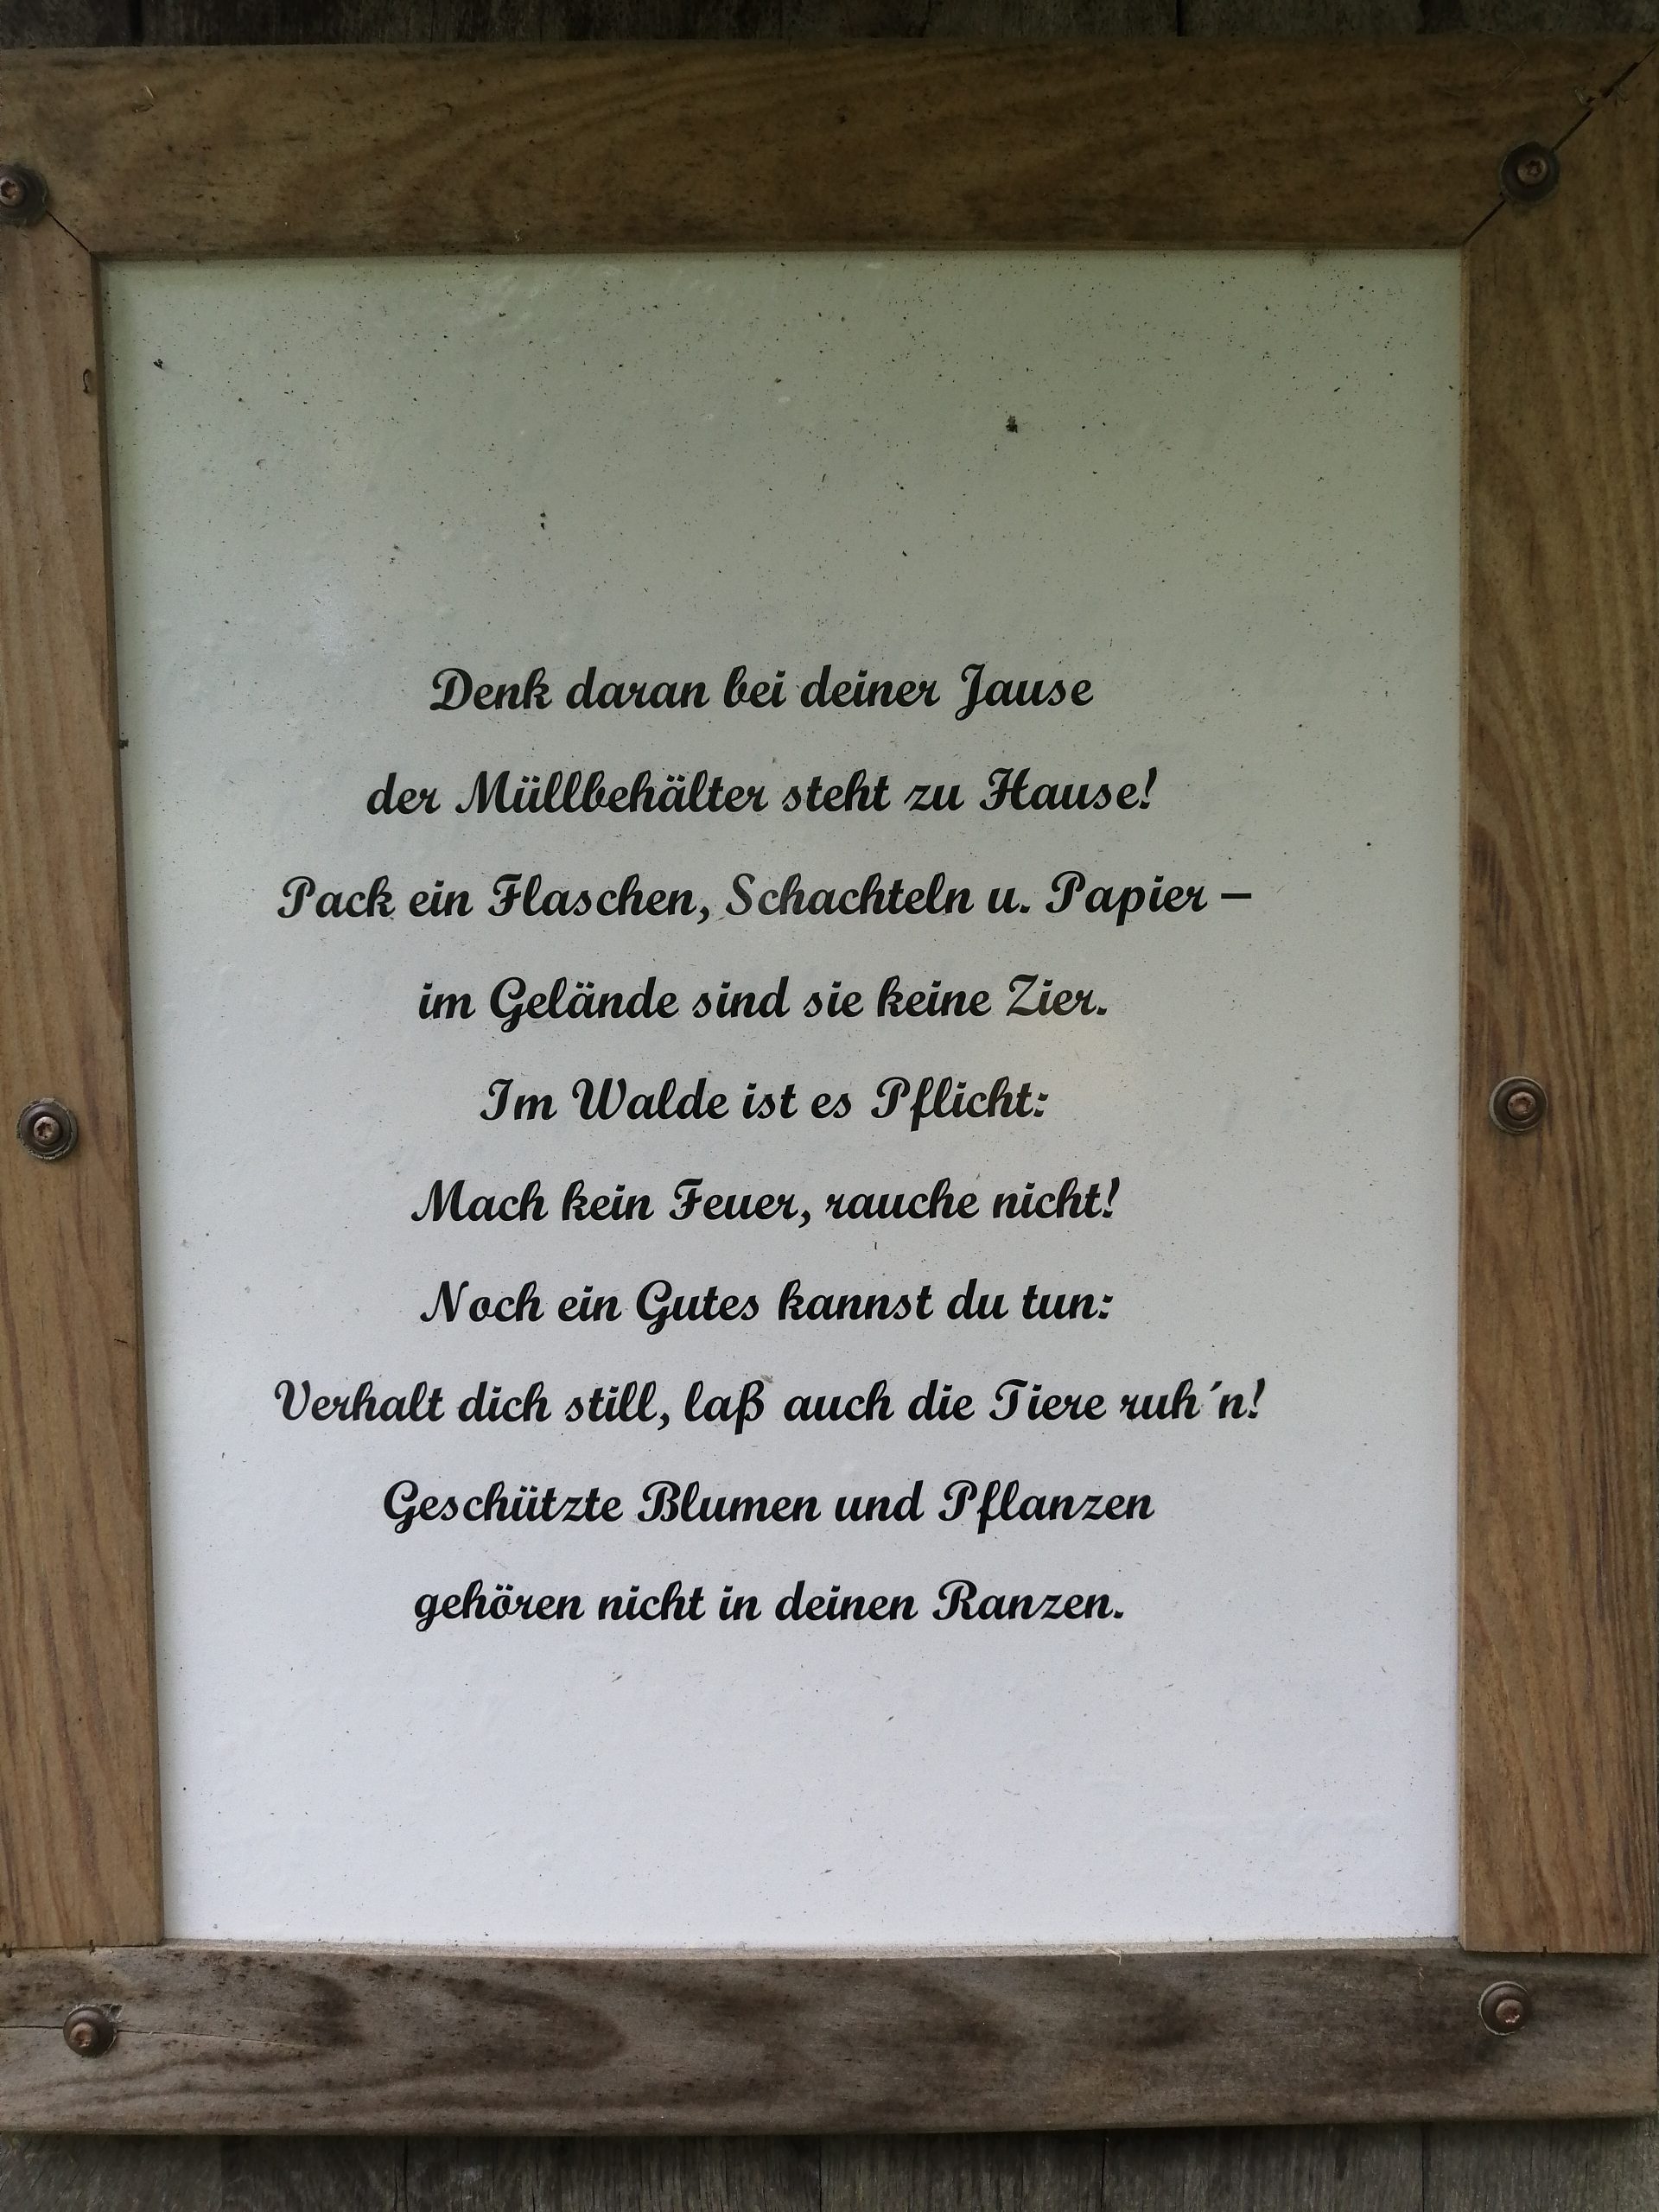 Denk daran bei deiner Jause
der Müllbehälter steht zu Hause!
Pack ein Flaschen, Schachteln u. Papier –
im Gelände sind sie keine Zier.
Im Walde ist es Pflicht:
Mach kein Feuer, rauche nicht!
Noch ein Gutes kannst du tun:
Verhalt dich still, laß auch die Tiere ruh´n!
Geschützte Blumen und Pflanzen
gehören nicht in deinen Ranzen.